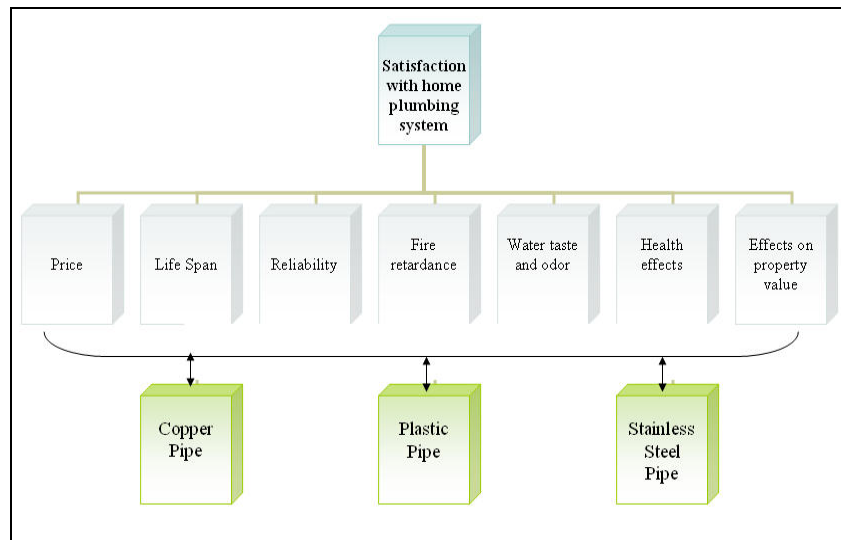 Satisfaction
with home
plumbing
system
Price
Life Span
Reliability
Fire
retardance
Water taste
and odor
Health
effects
Effects on
property
value
Copper
Pipe
Plastic
Pipe
Stainless
Steel
Pipe